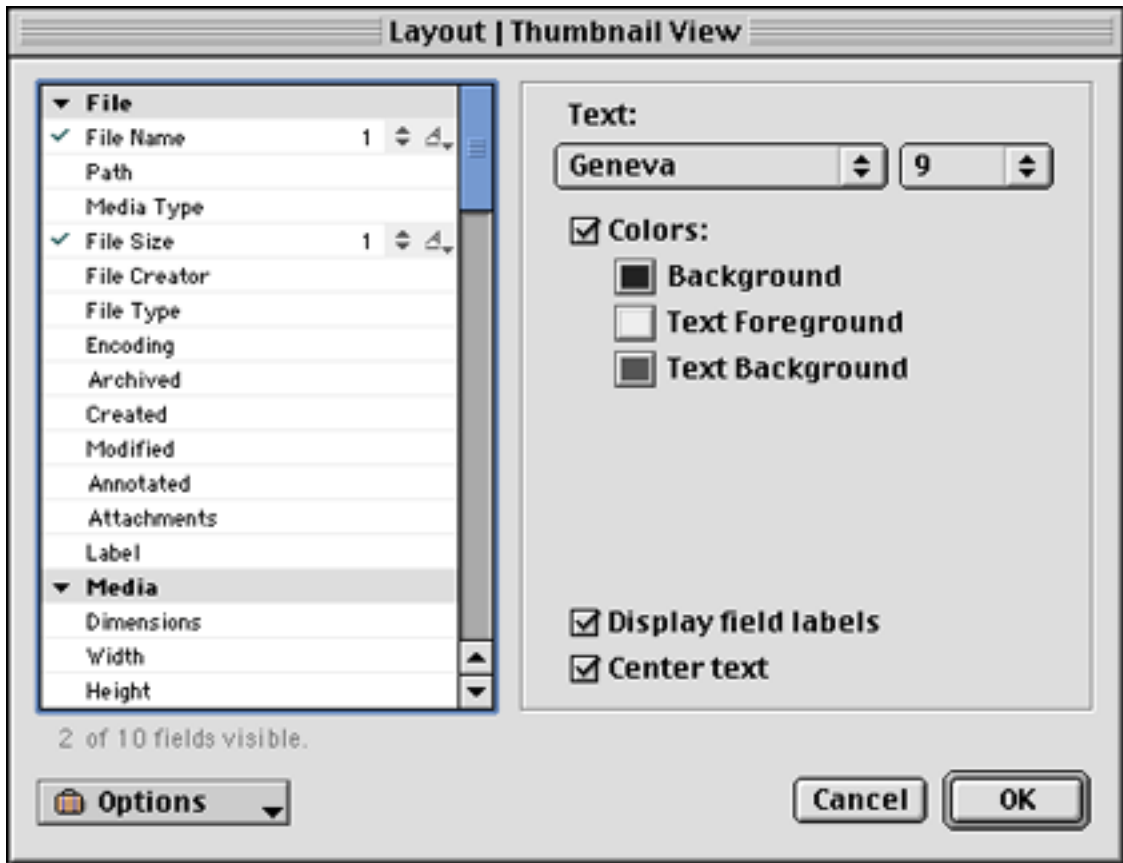 Layout | Thumbnail View
File
File Name 1
Path
Media Type
File Size 1
File Creator
File Type
Encoding
Archived
Created
Modified
Annotated
Attachments
Label
Media
Dimensions
Width
Height
2 of 10 fields visible.
Options
Text:
Geneva 9
Colors:
Background
Text Foreground
Text Background
Display field labels
Center text
Cancel OK